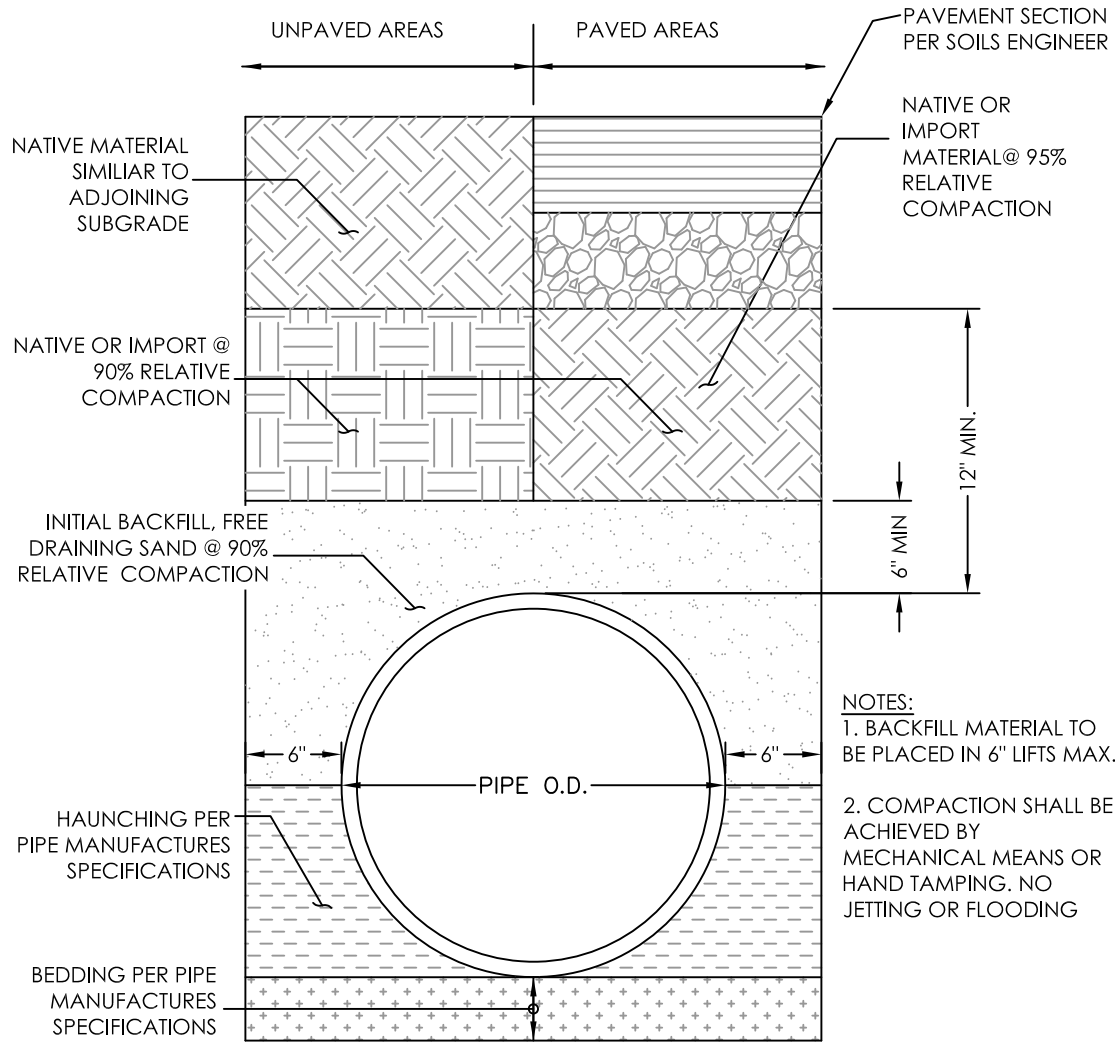 UNPAVED AREAS
PAVED AREAS
PAVEMENT SECTION
PER SOILS ENGINEER
NATIVE OR
IMPORT
MATERIAL@ 95%
RELATIVE
COMPACTION
NATIVE MATERIAL
SIMILIAR TO
ADJOINING
SUBGRADE
NATIVE OR IMPORT @
90% RELATIVE
COMPACTION
12" MIN.
6" MIN
INITIAL BACKFILL, FREE
DRAINING SAND @ 90%
RELATIVE COMPACTION
6"
6"
PIPE O.D.
NOTES:
1. BACKFILL MATERIAL TO
BE PLACED IN 6" LIFTS MAX.
2. COMPACTION SHALL BE
ACHIEVED BY
MECHANICAL MEANS OR
HAND TAMPING. NO
JETTING OR FLOODING
HAUNCHING PER
PIPE MANUFACTURES
SPECIFICATIONS
BEDDING PER PIPE
MANUFACTURES
SPECIFICATIONS